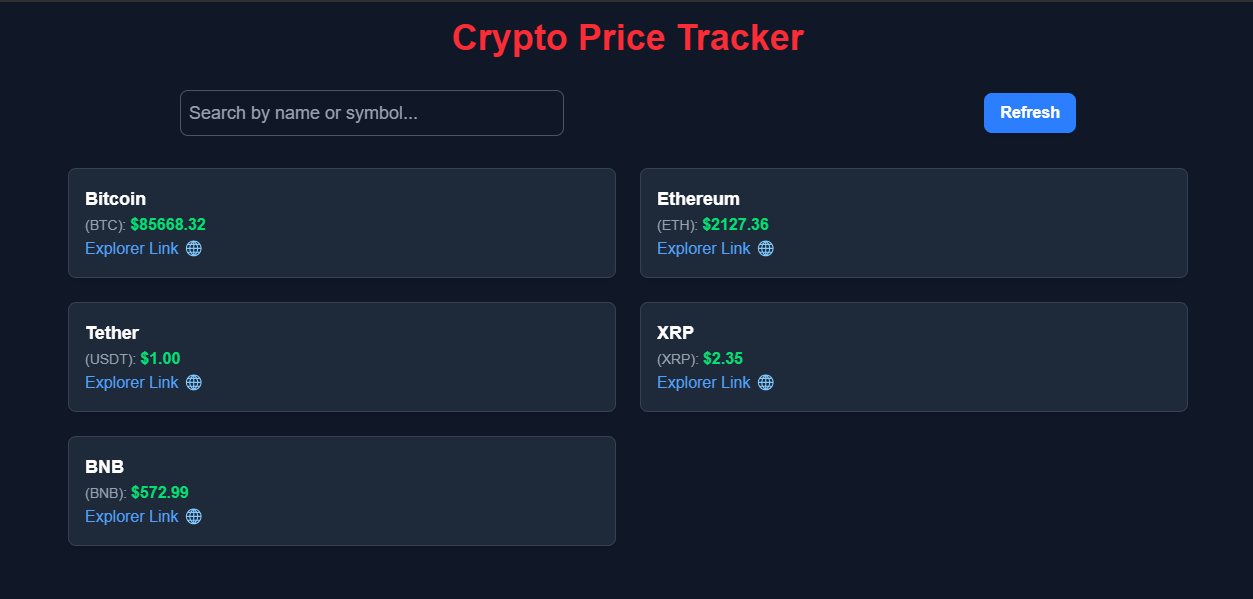 Crypto Price Tracker
Search by name or symbol...
Refresh
Bitcoin
(BTC): $85668.32
Explorer Link
Ethereum
(ETH): $2127.36
Explorer Link
Tether
(USDT): $1.00
Explorer Link
XRP
(XRP): $2.35
Explorer Link
BNB
(BNB): $572.99
Explorer Link